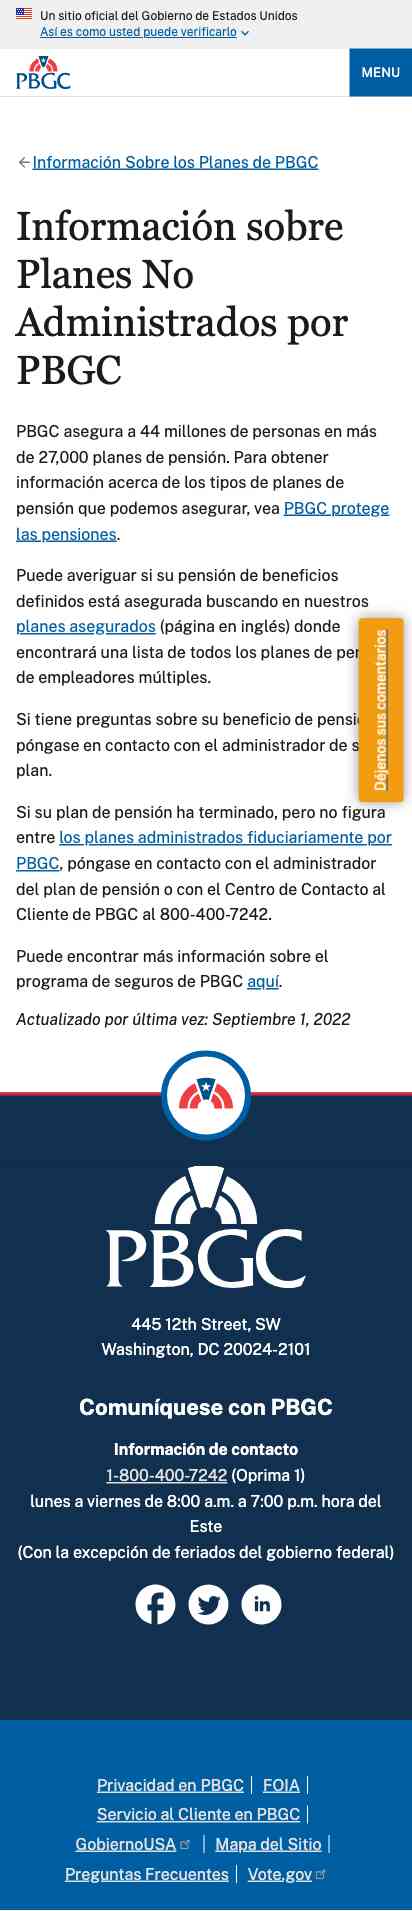 Un sitio oficial del Gobierno de Estados Unidos
Así es como usted puede verificarlo
PBGC
MENU
Información Sobre los Planes de PBGC
Información sobre
Planes No
Administrados por
PBGC
PBGC asegura a 44 millones de personas en más
de 27,000 planes de pensión. Para obtener
información acerca de los tipos de planes de
pensión que podemos asegurar, vea PBGC protege
las pensiones.
Puede averiguar si su pensión de beneficios
definidos está asegurada buscando en nuestros
planes asegurados (página en inglés) donde
encontrará una lista de todos los planes de
de empleadores múltiples.
Si tiene preguntas sobre su beneficio de
póngase en contacto con el administrador de
plan.
Déjenos sus comentarios
Si su plan de pensión ha terminado, pero no figura
entre los planes administrados fiduciariamente por
PBGC, póngase en contacto con el administrador
del plan de pensión o con el Centro de Contacto al
Cliente de PBGC al 800-400-7242.
Puede encontrar más información sobre el
programa de seguros de PBGC aquí.
Actualizado por última vez: Septiembre 1, 2022
PBGC
445 12th Street, SW
Washington, DC 20024-2101
Comuníquese con PBGC
Información de contacto
1-800-400-7242 (Oprima 1)
lunes a viernes de 8:00 a.m. a 7:00 p.m. hora del
Este
(Con la excepción de feriados del gobierno federal)
Privacidad en PBGC | FOIA |
Servicio al Cliente en PBGC |
GobiernoUSA | Mapa del Sitio |
Preguntas Frecuentes | Vote.gov